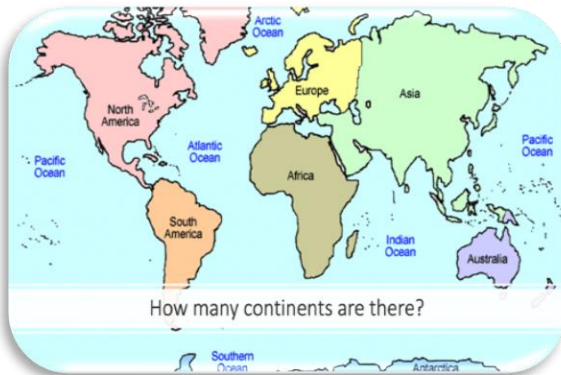 Arctic
Ocean
North
America
Europe
Asia
Pacific
Ocean
Atlantic
Ocean
Africa
Pacific
Ocean
South
America
Indian
Ocean
Australia
How many continents are there?
Southern
Ocean
Antarctica